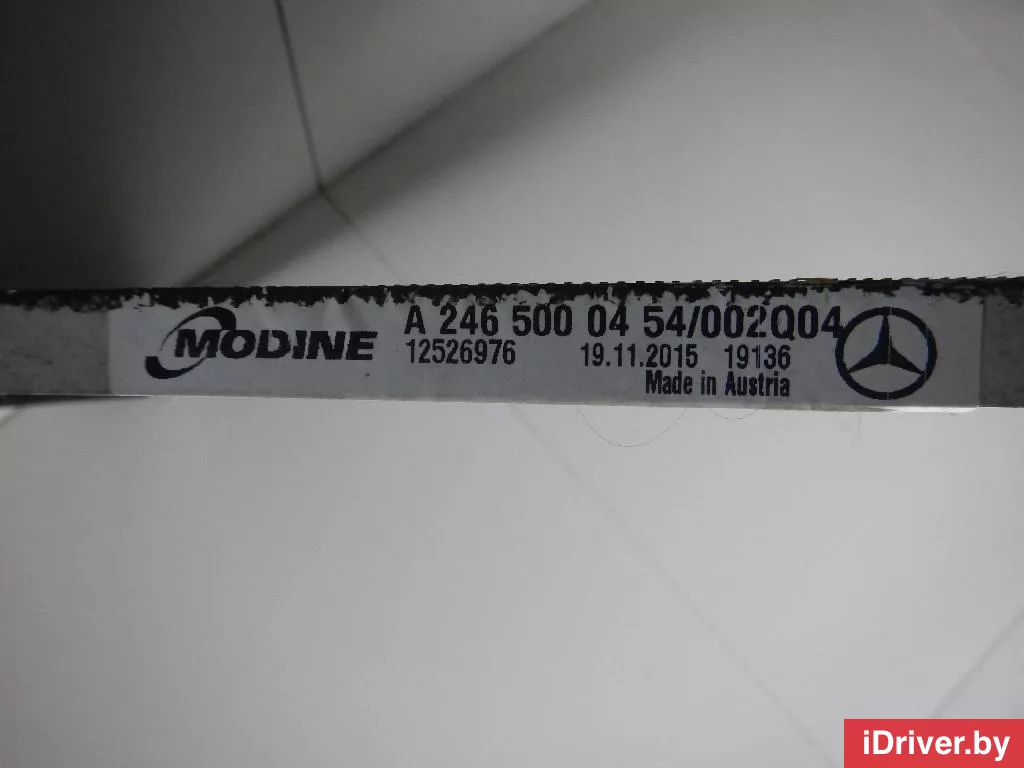 MODINE
A 246 500 04 54/002Q04
12526976 19.11.2015 19136
Made in Austria
iDriver.by